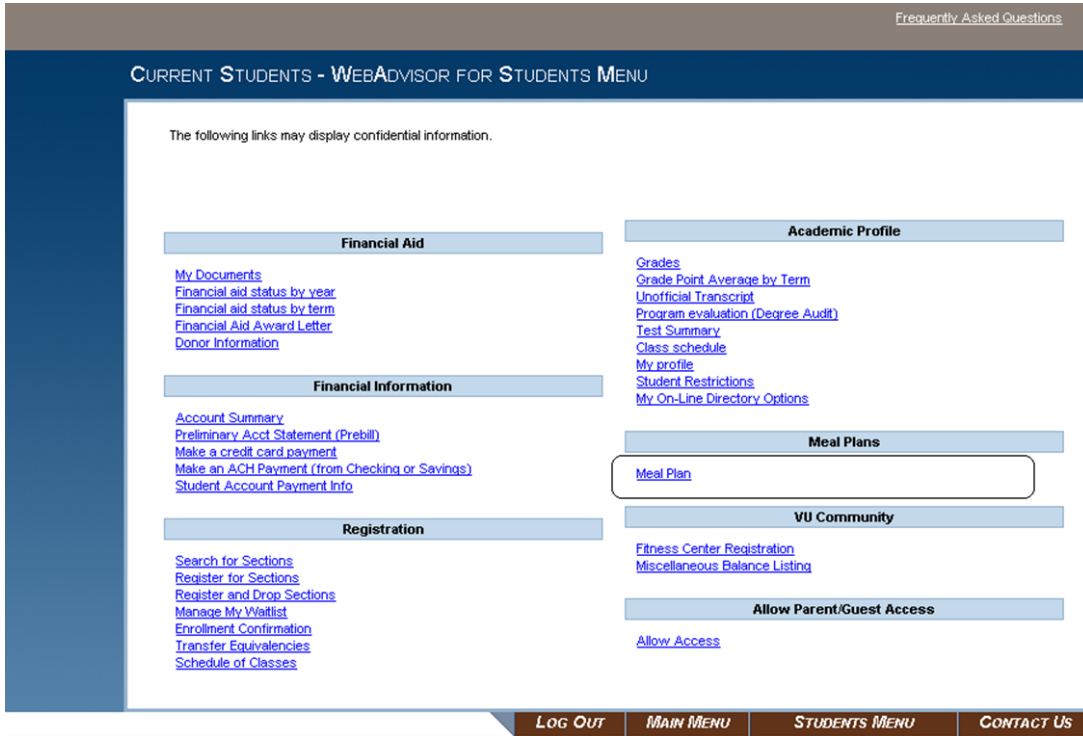 Frequently Asked Questions
CURRENT STUDENTS - WEBADVISOR FOR STUDENTS MENU
The following links may display confidential information.
Financial Aid
My Documents
Financial aid status by year
Financial aid status by term
Financial Aid Award Letter
Donor Information
Financial Information
Account Summary
Preliminary Acct Statement (Prebill)
Make a credit card payment
Make an ACH Payment (from Checking or Savings)
Student Account Payment Info
Registration
Search for Sections
Register for Sections
Register and Drop Sections
Manage My Waitlist
Enrollment Confirmation
Transfer Equivalencies
Schedule of Classes
Academic Profile
Grades
Grade Point Average by Term
Unofficial Transcript
Program evaluation (Degree Audit)
Test Summary
Class schedule
My profile
Student Restrictions
My On-Line Directory Options
Meal Plans
Meal Plan
VU Community
Fitness Center Registration
Miscellaneous Balance Listing
Allow Parent/Guest Access
Allow Access
LOG OUT MAIN MENU STUDENTS MENU CONTACT US